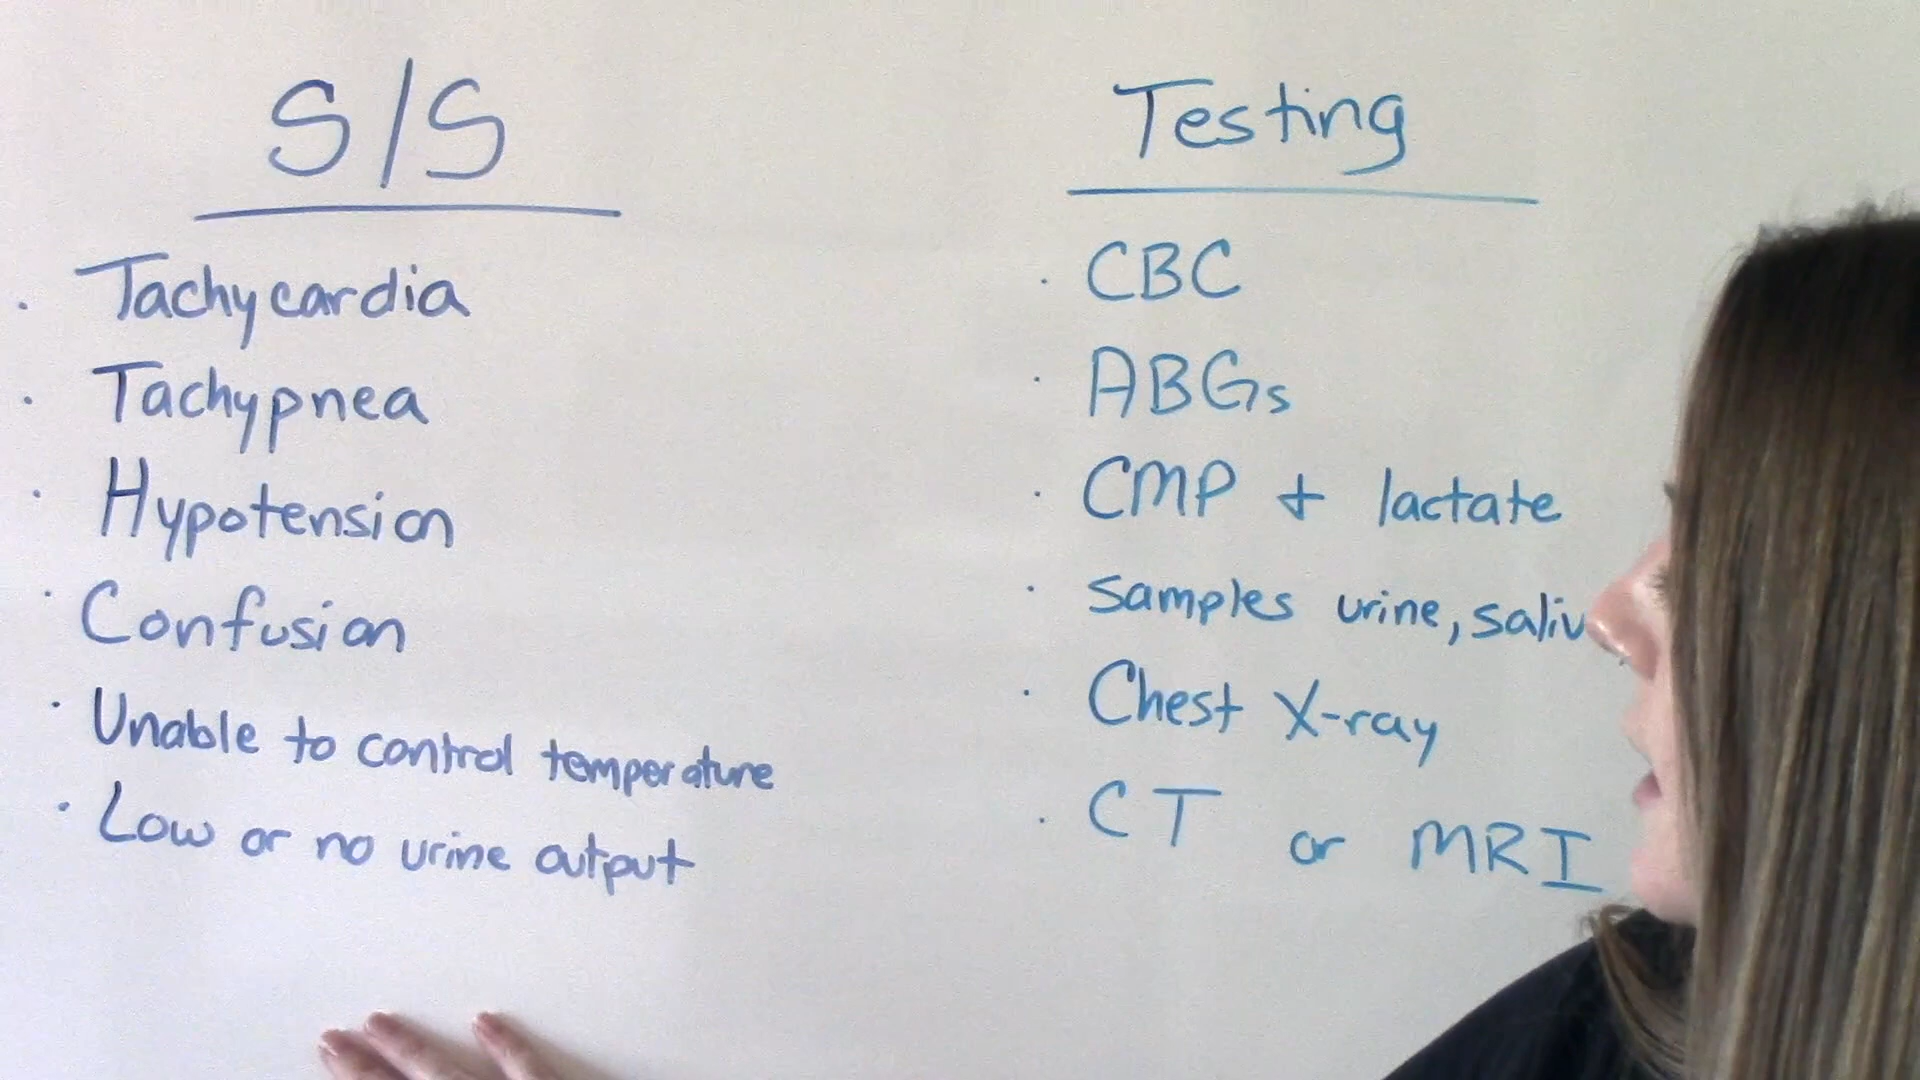 S/S
· Tachycardia
· Tachypnea
· Hypotension
· Confusion
· Unable to control temperature
· Low or no urine output
Testing
· CBC
· ABGs
· CMP + lactate
· Samples urine,
· Chest X-ray
· CT or MRI